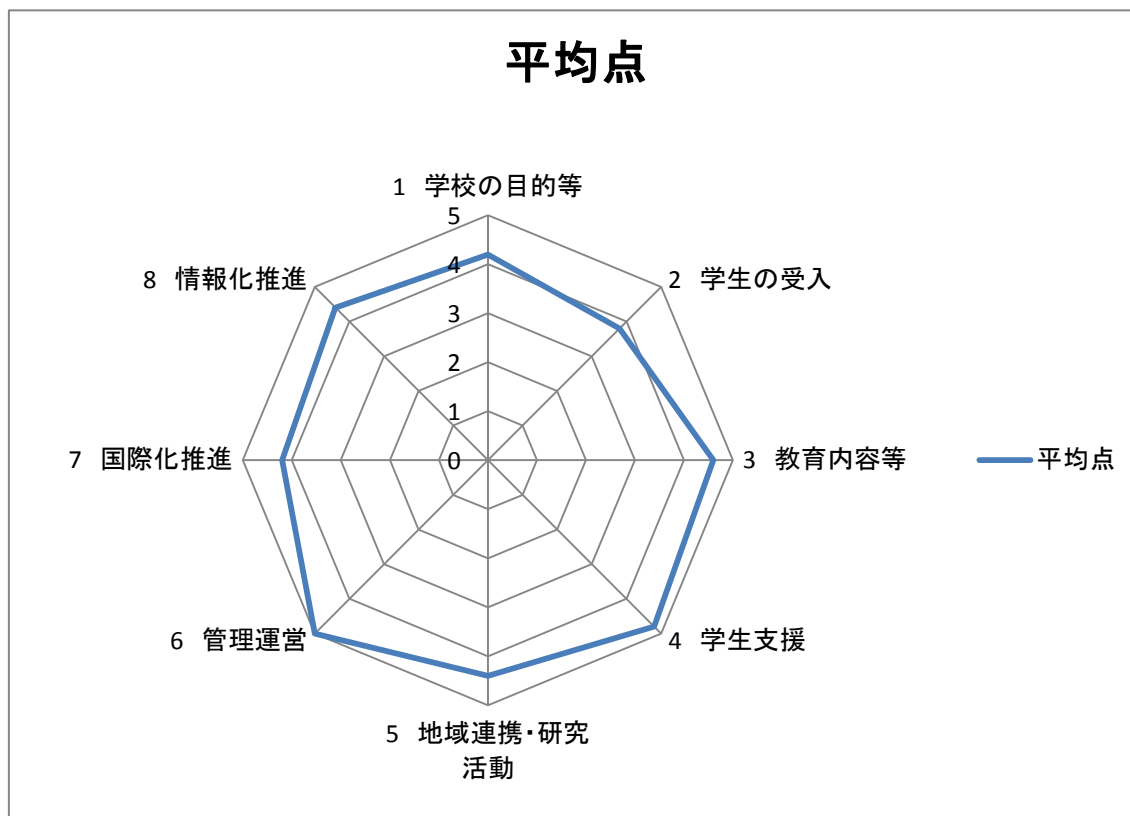 平均点
1 学校の目的等
2 学生の受入
3 教育内容等
4 学生支援
5 地域連携・研究
活動
6 管理運営
7 国際化推進
8 情報化推進
5
4
3
2
1
0
平均点